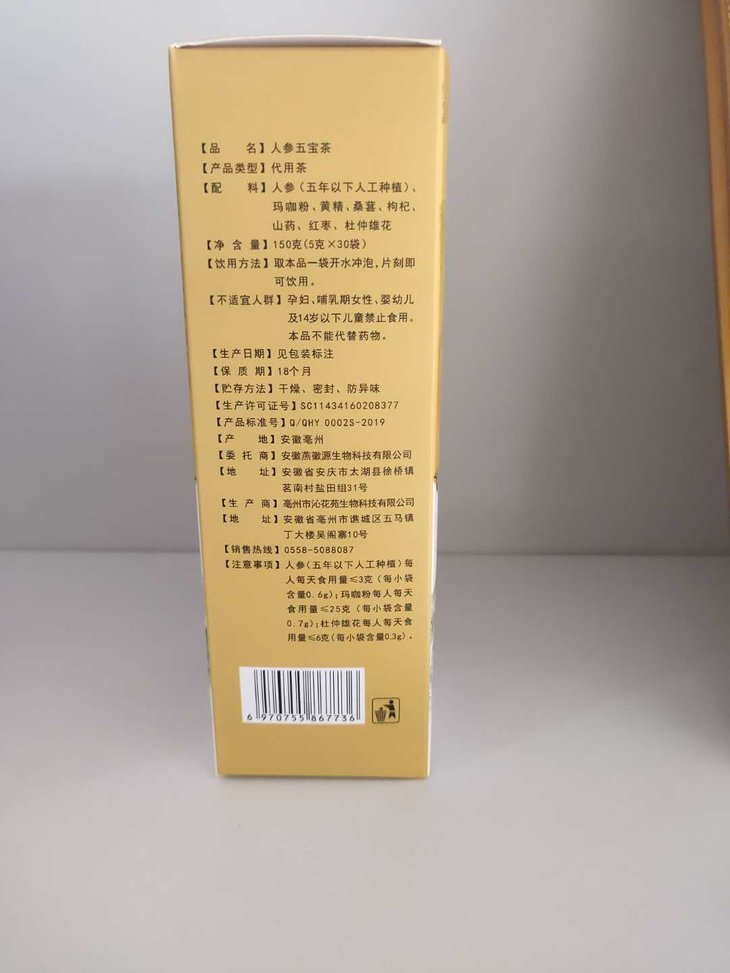 【品　　名】人参五宝茶
【产品类型】代用茶
【配　　料】人参（五年以下人工种植）、
玛咖粉、黄精、桑葚、枸杞、
山药、红枣、杜仲雄花
【净 含 量】150克(5克×30袋)
【饮用方法】取本品一袋开水冲泡,片刻即
可饮用。
【不适宜人群】孕妇、哺乳期女性、婴幼儿
及14岁以下儿童禁止食用。
本品不能代替药物。
【生产日期】见包装标注
【保 质 期】18个月
【贮存方法】干燥、密封、防异味
【生产许可证号】SC11434160208377
【产品标准号】Q/QHY 0002S-2019
【产　　地】安徽亳州
【委 托 商】安徽燕徽源生物科技有限公司
【地　　址】安徽省安庆市太湖县徐桥镇
茗南村盐田组31号
【生 产 商】亳州市沁花苑生物科技有限公司
【地　　址】安徽省亳州市谯城区五马镇
丁大楼吴阁寨10号
【销售热线】0558-5088087
【注意事项】人参(五年以下人工种植)每
人每天食用量≤3克（每小袋
含量0.6g);玛咖粉每人每天
食用量≤25克（每小袋含量
0.7g);杜仲雄花每人每天食
用量≤6克(每小袋含量0.3g)。
6 970755 867736